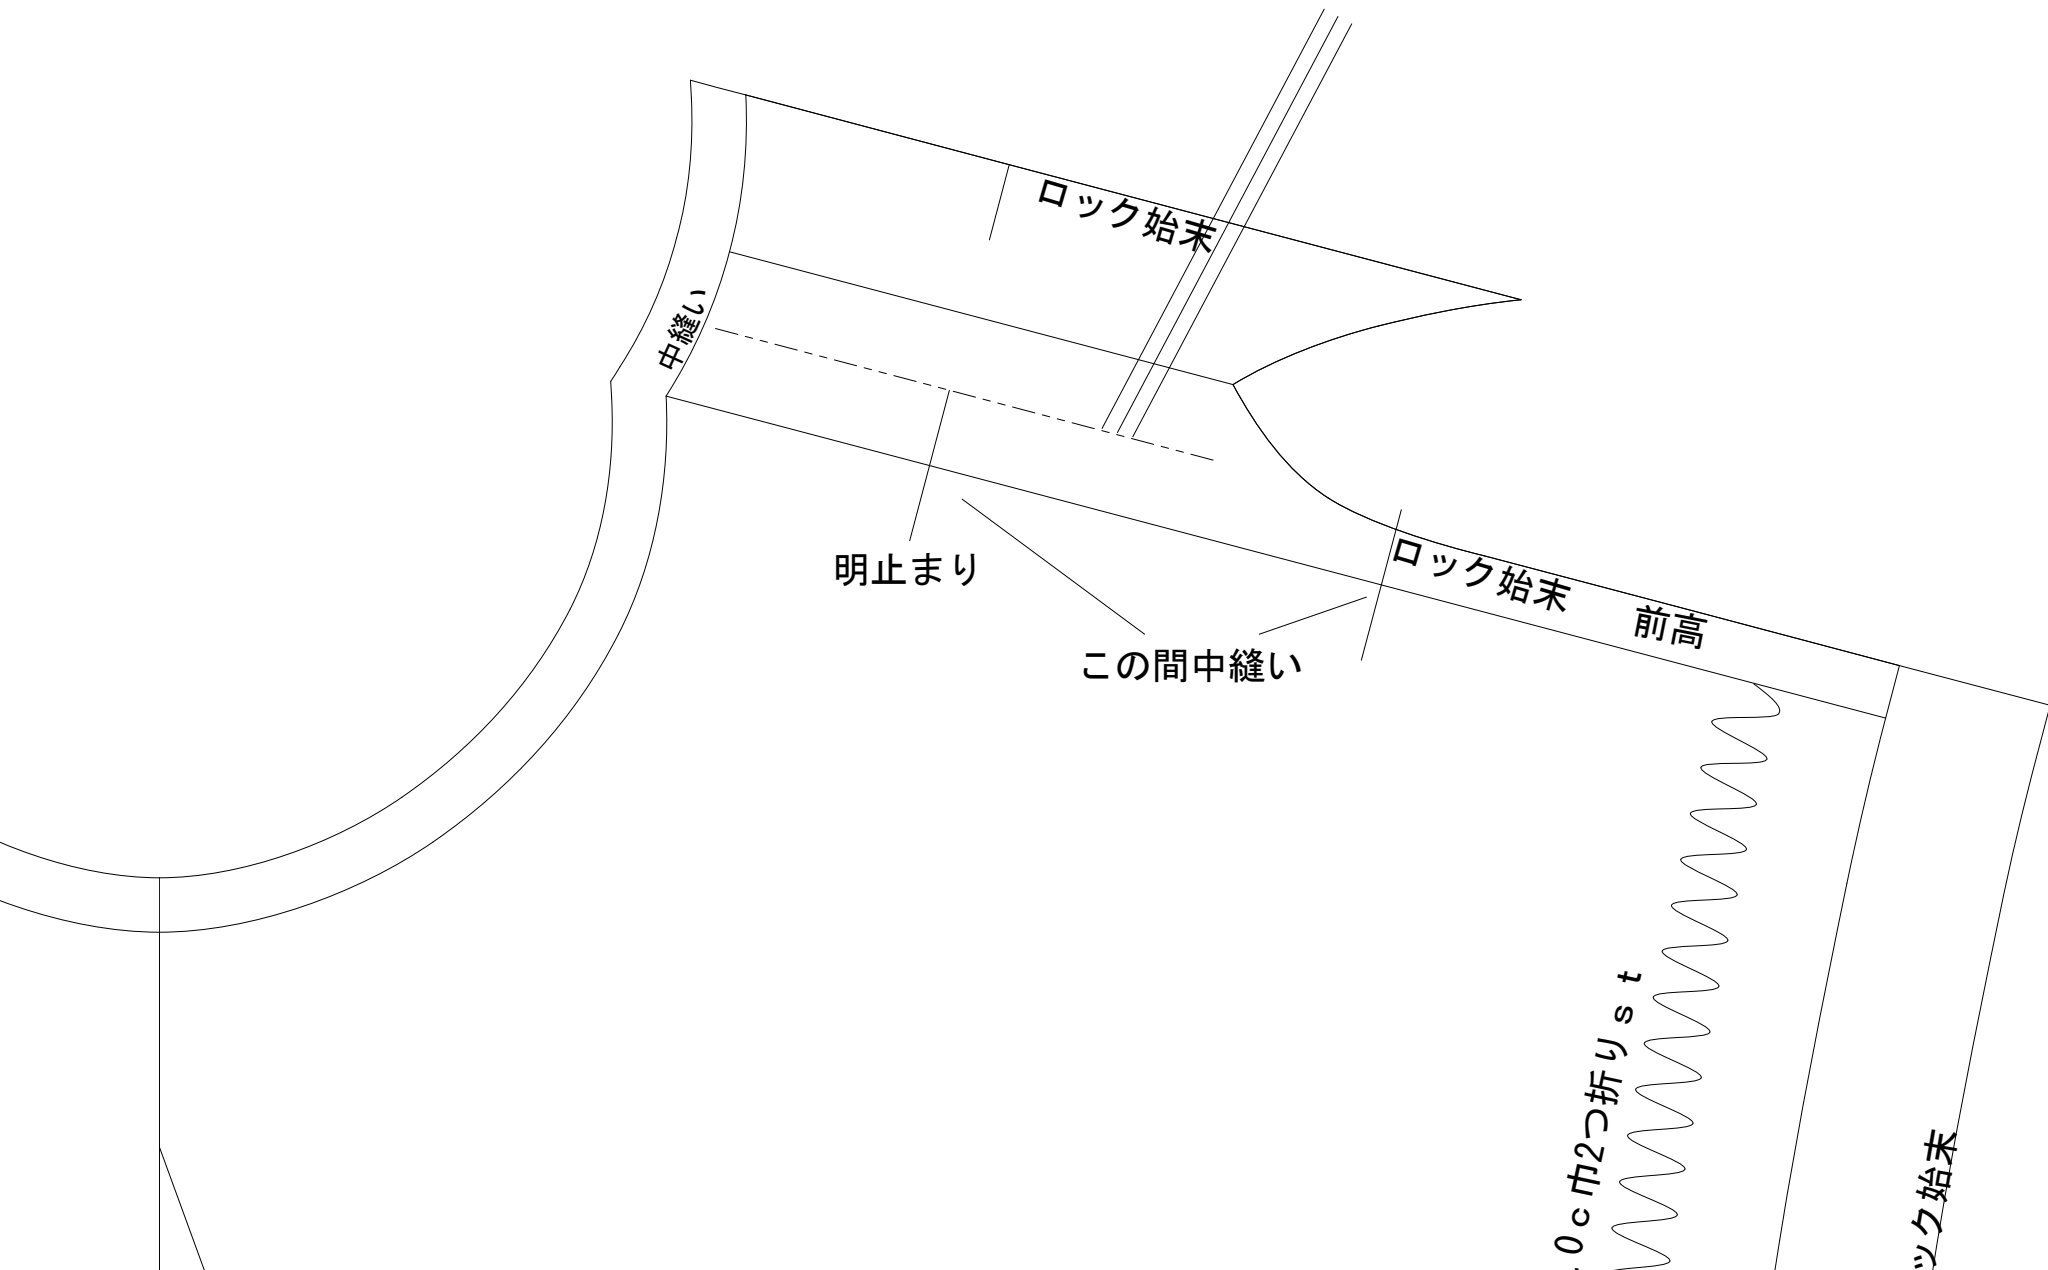 ロック始末
中縫い
明止まり
ロック始末　前高
この間中縫い
0ｃ巾2つ折りｓｔ
ック始末